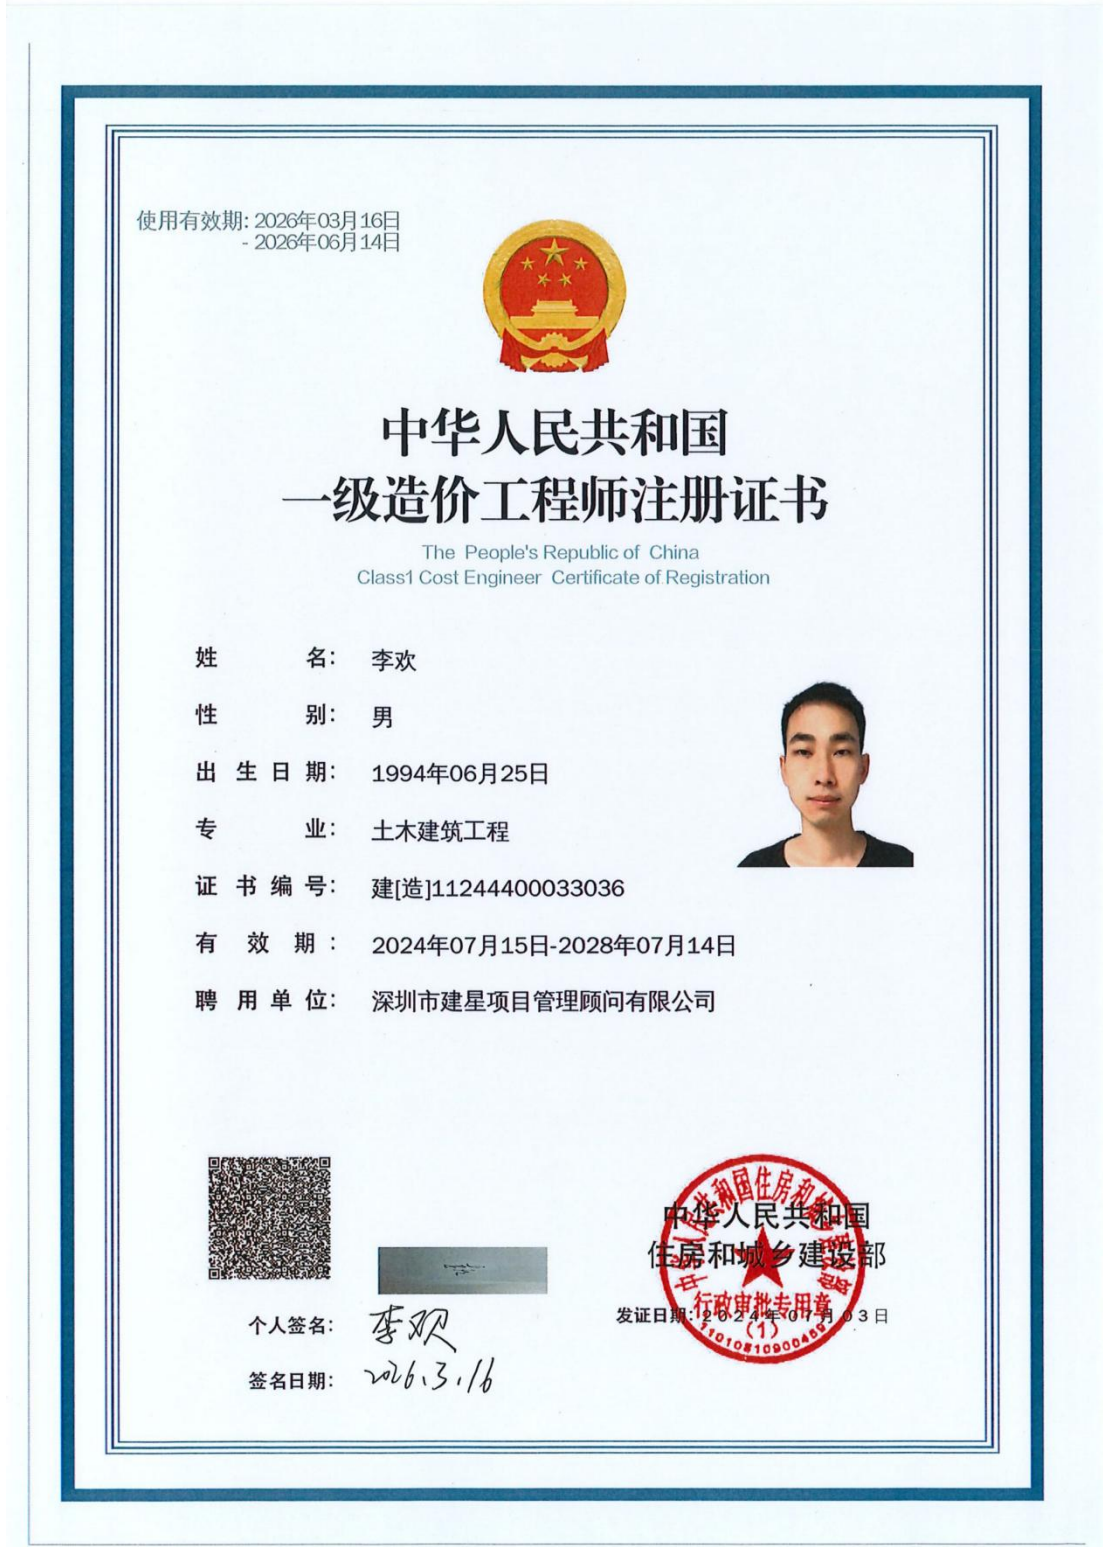 使用有效期: 2026年03月16日
- 2026年06月14日
中华人民共和国
一级造价工程师注册证书
The People's Republic of China
Class1 Cost Engineer Certificate of Registration
姓名: 李欢
性别: 男
出生日期: 1994年06月25日
专业: 土木建筑工程
证书编号: 建[造]11244400033036
有效期: 2024年07月15日-2028年07月14日
聘用单位: 深圳市建星项目管理顾问有限公司
中华人民共和国
住房和城乡建设部
行政审批专用章
(1)
发证日期: 2024年07月03日
个人签名: 李欢
签名日期: 2026.3.16